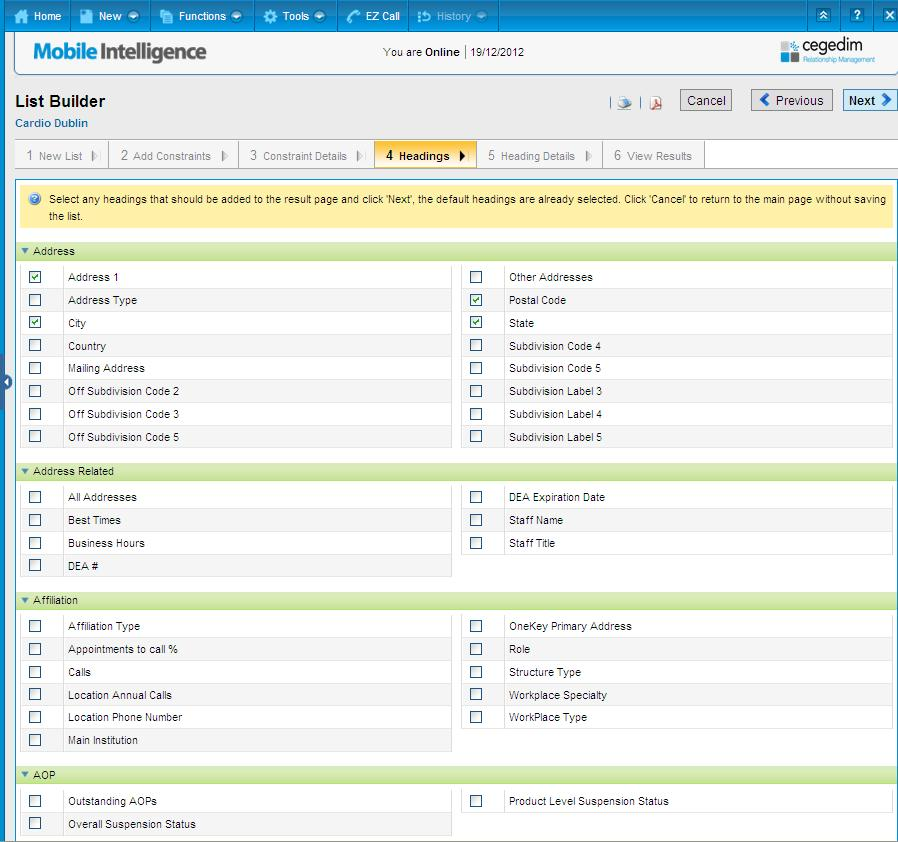 Home New Functions Tools EZ Call History ?
Mobile Intelligence You are Online | 19/12/2012 cegedim
Relationship Management
List Builder
Cardio Dublin
Cancel Previous Next
1 New List 2 Add Constraints 3 Constraint Details 4 Headings 5 Heading Details 6 View Results
Select any headings that should be added to the result page and click 'Next', the default headings are already selected. Click 'Cancel' to return to the main page without saving
the list.
Address
Address 1 Other Addresses
Address Type Postal Code
City State
Country Subdivision Code 4
Mailing Address Subdivision Code 5
Off Subdivision Code 2 Subdivision Label 3
Off Subdivision Code 3 Subdivision Label 4
Off Subdivision Code 5 Subdivision Label 5
Address Related
All Addresses DEA Expiration Date
Best Times Staff Name
Business Hours Staff Title
DEA #
Affiliation
Affiliation Type OneKey Primary Address
Appointments to call % Role
Calls Structure Type
Location Annual Calls Workplace Specialty
Location Phone Number WorkPlace Type
Main Institution
AOP
Outstanding AOPs Product Level Suspension Status
Overall Suspension Status